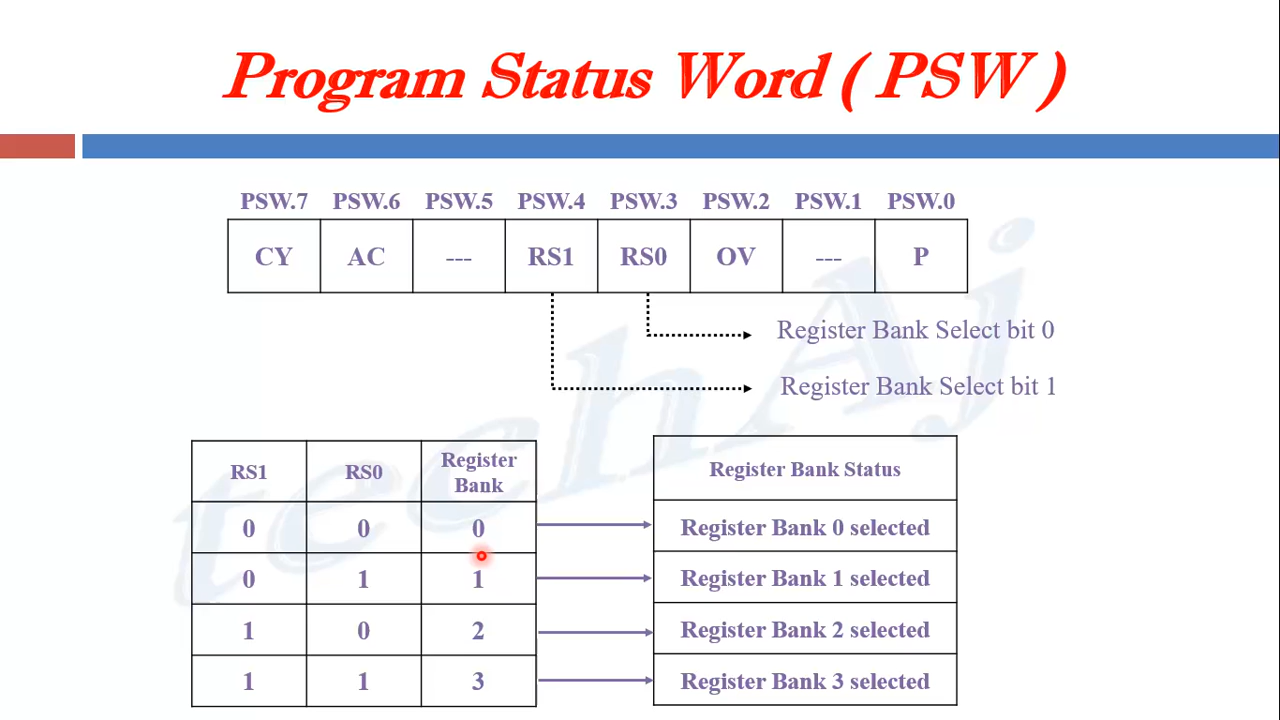 Program Status Word ( PSW )
PSW.7 PSW.6 PSW.5 PSW.4 PSW.3 PSW.2 PSW.1 PSW.0
CY AC --- RS1 RS0 OV --- P
Register Bank Select bit 0
Register Bank Select bit 1
RS1 RS0 Register Bank
0 0 0
0 1 1
1 0 2
1 1 3
Register Bank Status
Register Bank 0 selected
Register Bank 1 selected
Register Bank 2 selected
Register Bank 3 selected
techAj